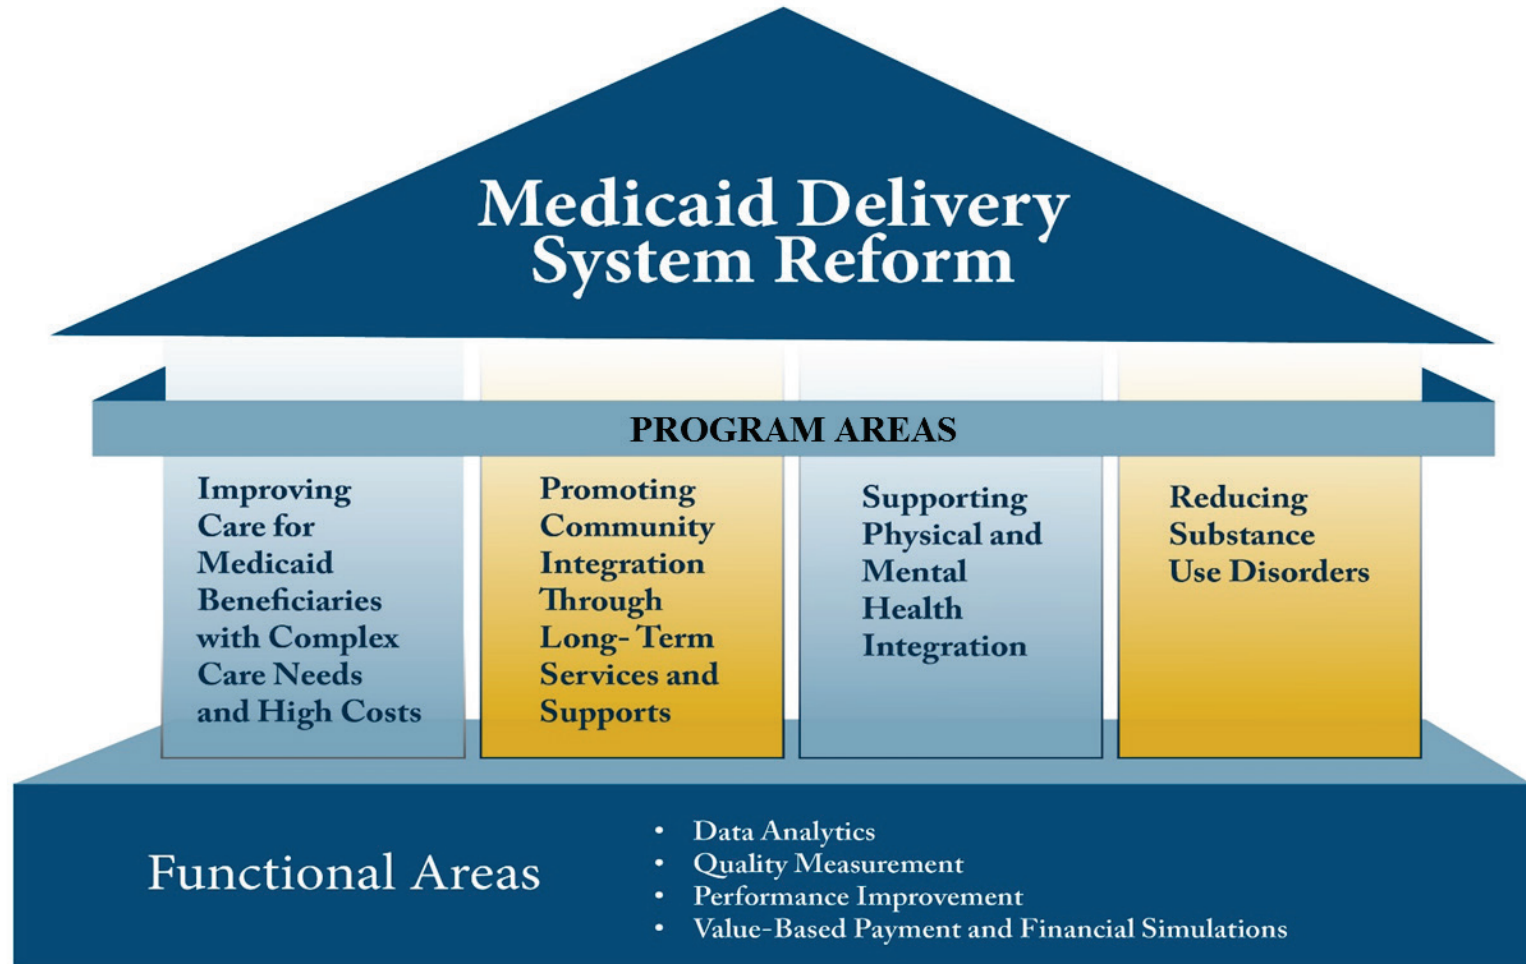 Medicaid Delivery
System Reform
PROGRAM AREAS
Improving
Care for
Medicaid
Beneficiaries
with Complex
Care Needs
and High Costs
Promoting
Community
Integration
Through
Long- Term
Services and
Supports
Supporting
Physical and
Mental
Health
Integration
Reducing
Substance
Use Disorders
Functional Areas
• Data Analytics
• Quality Measurement
• Performance Improvement
• Value-Based Payment and Financial Simulations